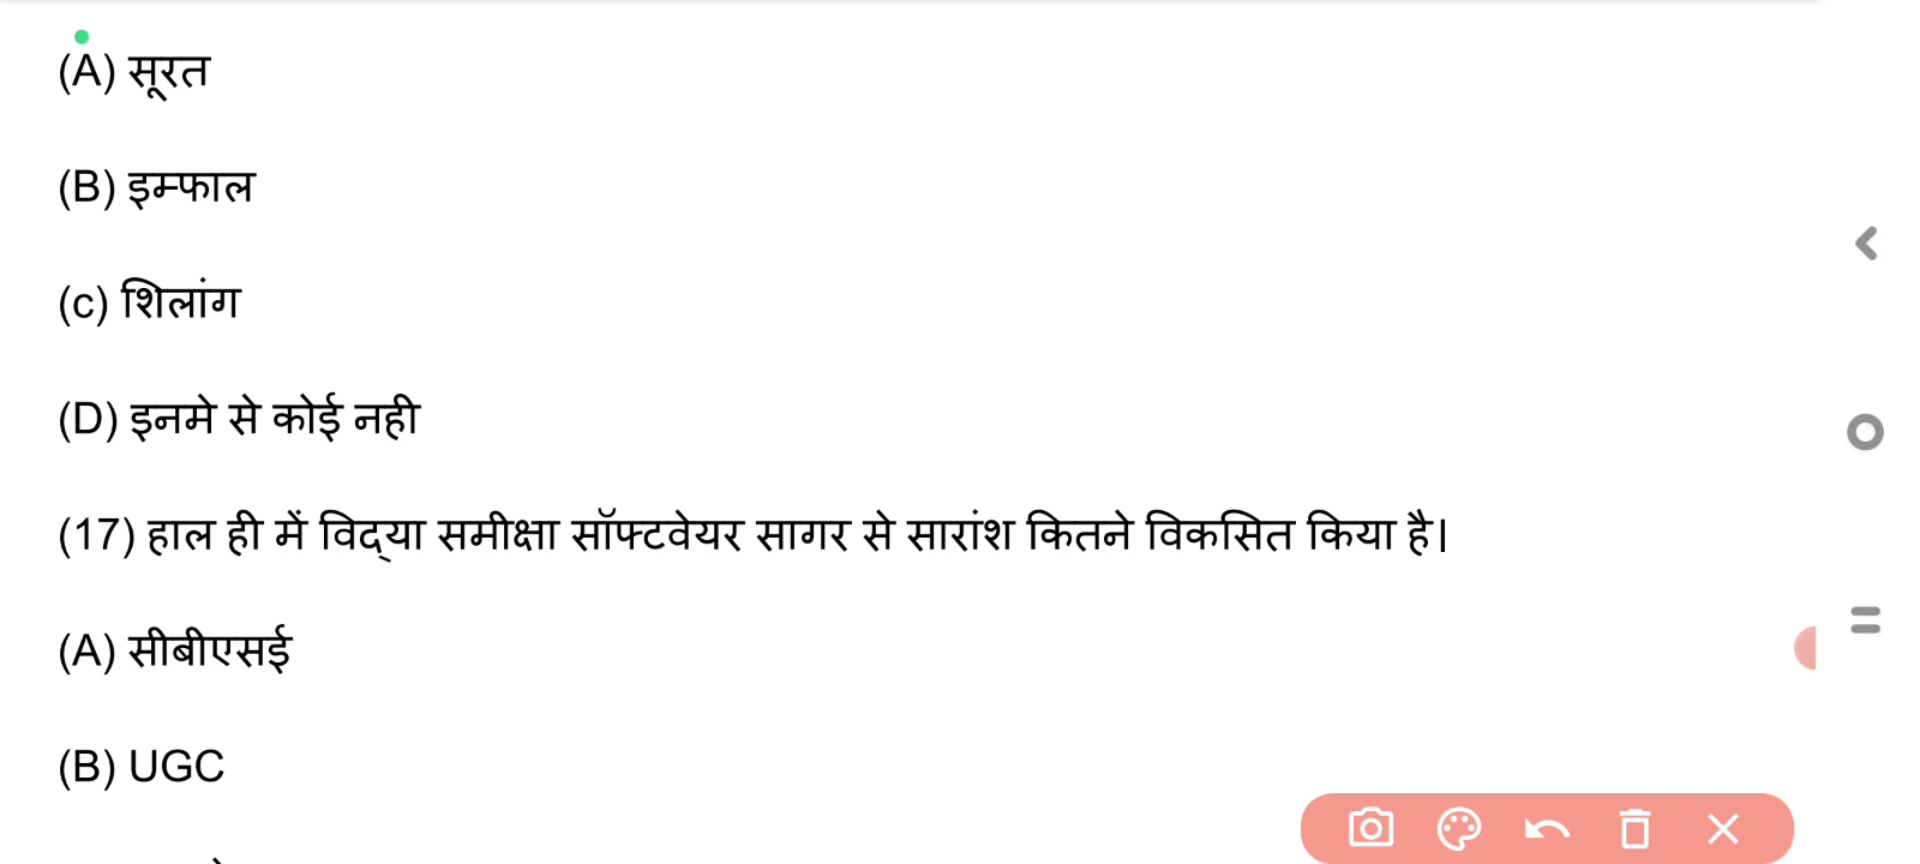 (A) सूरत
(B) इम्फाल
(c) शिलांग
(D) इनमे से कोई नही
(17) हाल ही में विद्‌या समीक्षा सॉफ्टवेयर सागर से सारांश कितने विकसित किया है।
(A) सीबीएसई
(B) UGC